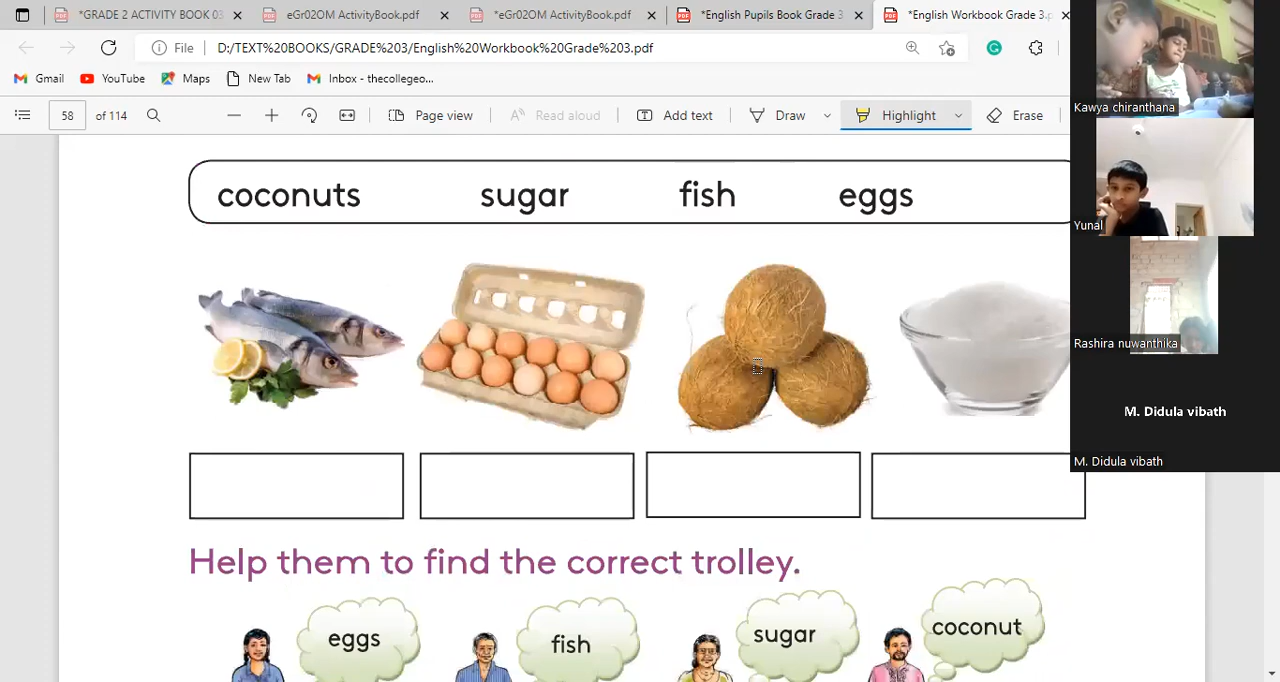 *GRADE 2 ACTIVITY BOOK 03
eGr02OM ActivityBook.pdf
*eGr02OM ActivityBook.pdf
*English Pupils Book Grade 3
*English Workbook Grade 3.p
File
D:/TEXT%20BOOKS/GRADE%203/English%20Workbook%20Grade%203.pdf
Gmail
YouTube
Maps
New Tab
Inbox - thecollegeo...
58 of 114
Page view
Read aloud
Add text
Draw
Highlight
Erase
coconuts sugar fish eggs
Help them to find the correct trolley.
eggs fish sugar coconut
Kawya chiranthana
Yunal
Rashira nuwanthika
M. Didula vibath
M. Didula vibath